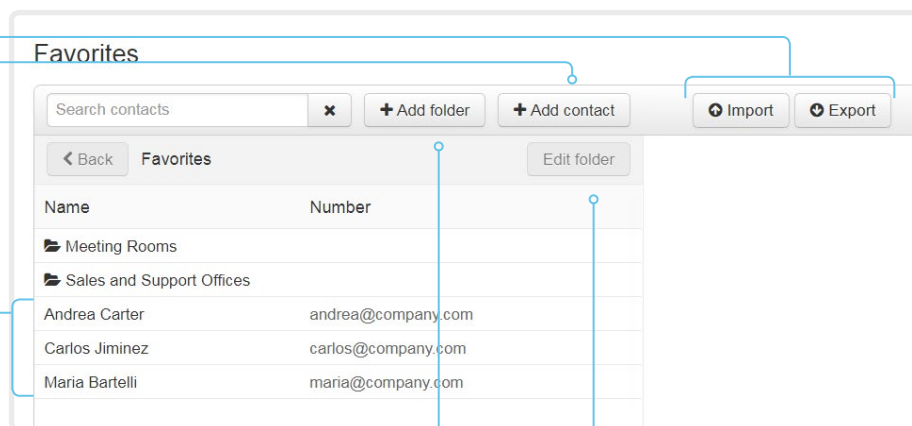 Favorites
Search contacts Add folder Add contact Import Export
Back Favorites Edit folder
Name Number
Meeting Rooms
Sales and Support Offices
Andrea Carter andrea@company.com
Carlos Jiminez carlos@company.com
Maria Bartelli maria@company.com